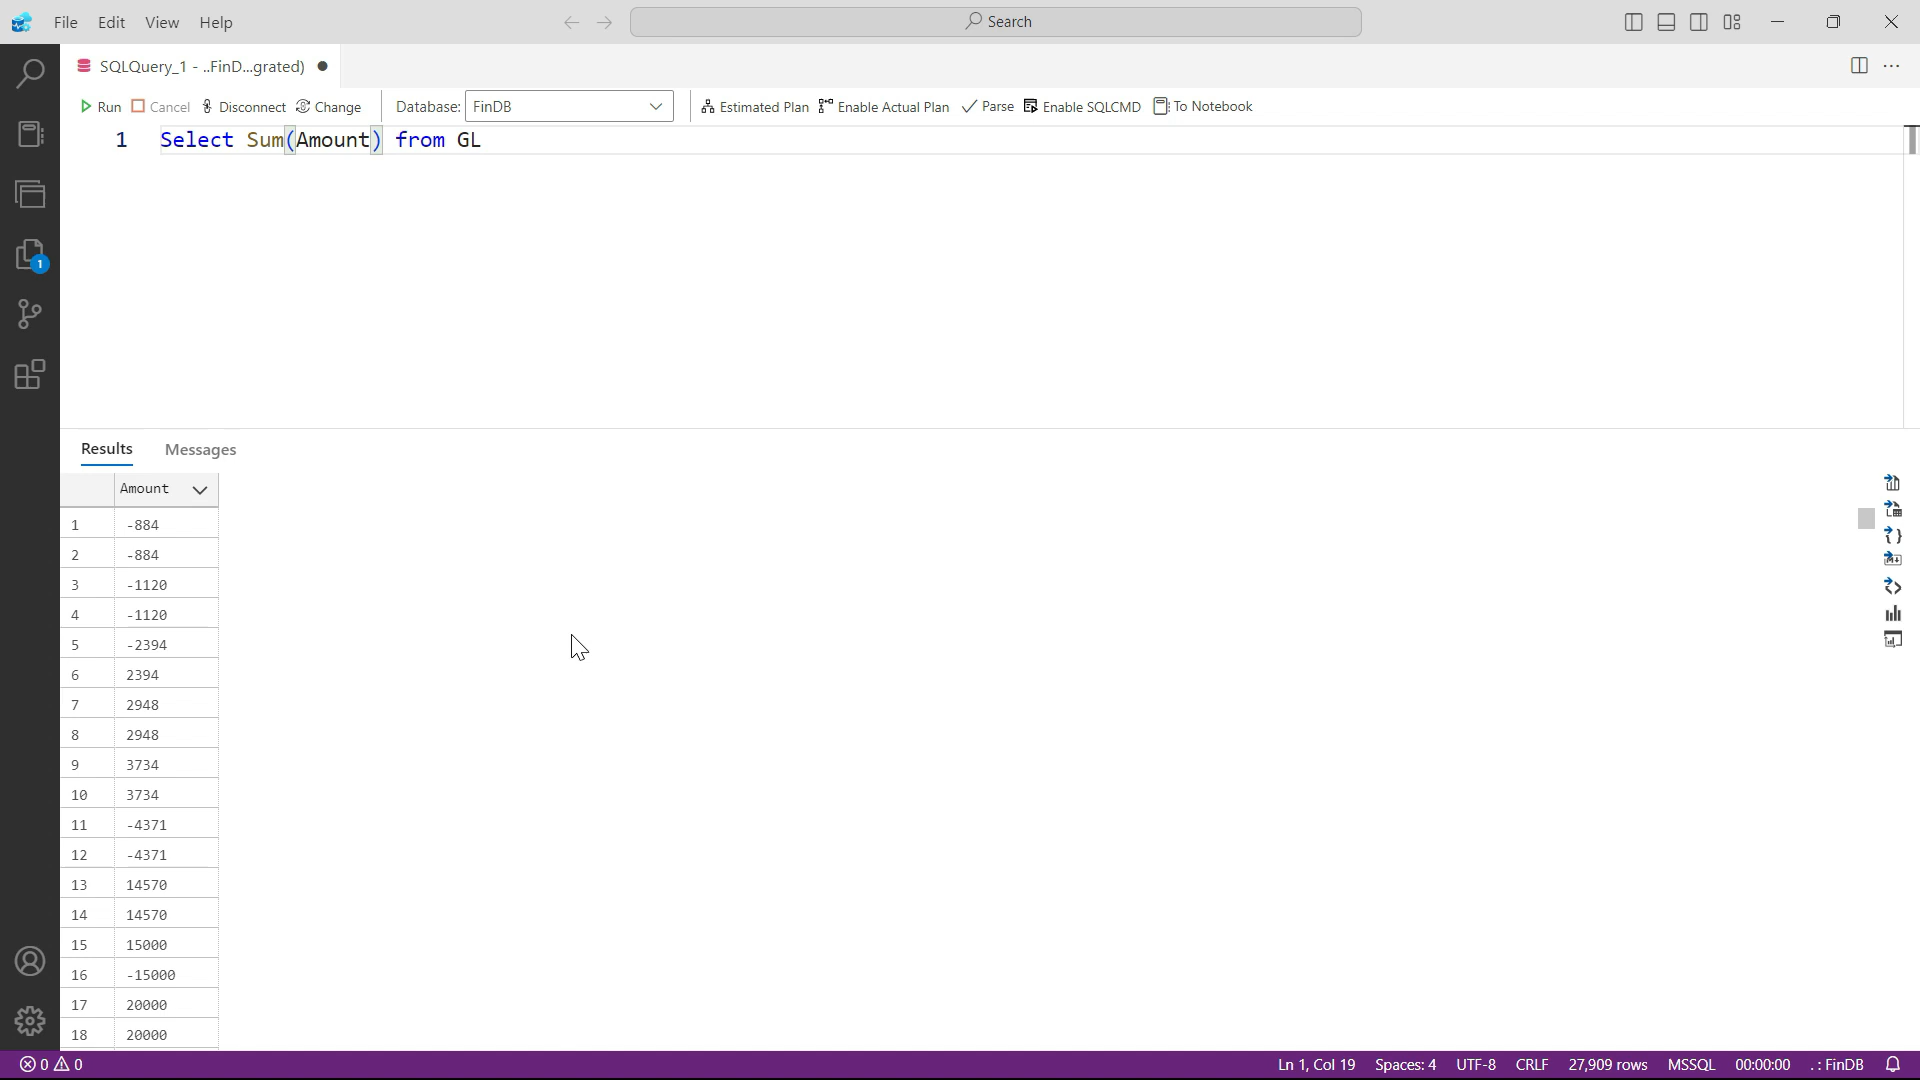 File Edit View Help Search
SQLQuery_1 - ..FinD...grated)
Run Cancel Disconnect Change Database: FinDB Estimated Plan Enable Actual Plan Parse Enable SQLCMD To Notebook
1 Select Sum(Amount) from GL
1
Results Messages
Amount
1 -884
2 -884
3 -1120
4 -1120
5 -2394
6 2394
7 2948
8 2948
9 3734
10 3734
11 -4371
12 -4371
13 14570
14 14570
15 15000
16 -15000
17 20000
18 20000
0 0 Ln 1, Col 19 Spaces: 4 UTF-8 CRLF 27,909 rows MSSQL 00:00:00 . : FinDB